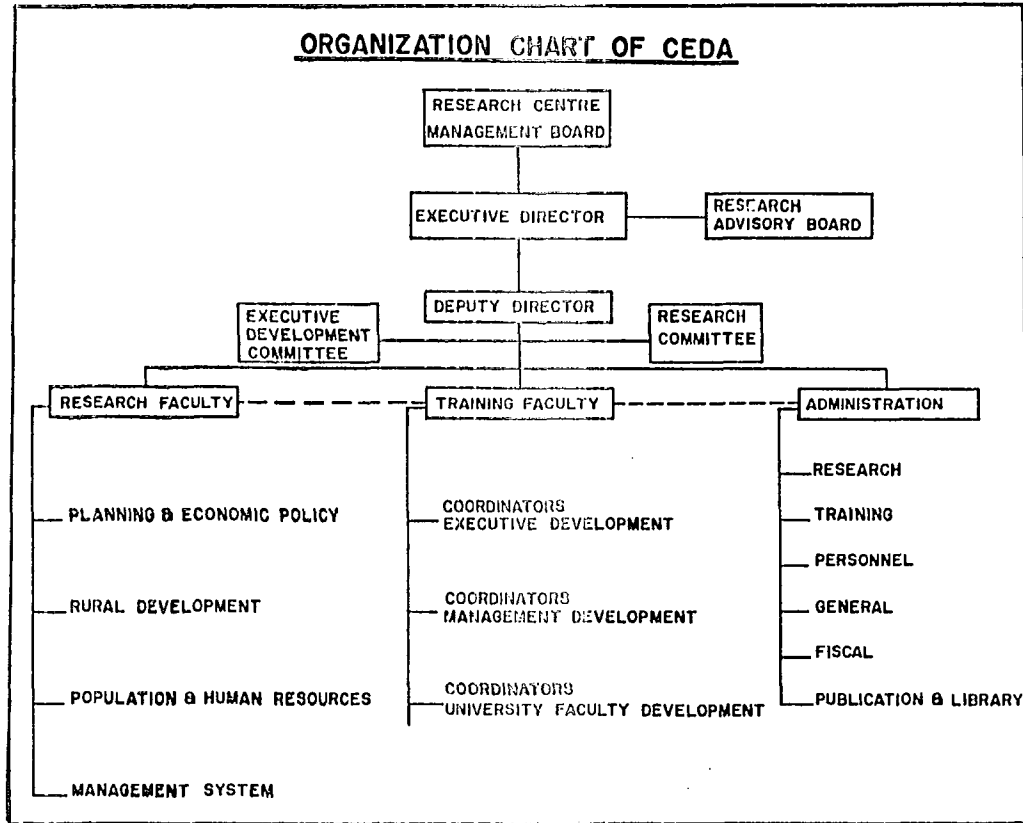 ORGANIZATION CHART OF CEDA
RESEARCH CENTRE
MANAGEMENT BOARD
EXECUTIVE DIRECTOR
RESEARCH
ADVISORY BOARD
DEPUTY DIRECTOR
EXECUTIVE
DEVELOPMENT
COMMITTEE
RESEARCH
COMMITTEE
RESEARCH FACULTY
TRAINING FACULTY
ADMINISTRATION
PLANNING & ECONOMIC POLICY
RURAL DEVELOPMENT
POPULATION & HUMAN RESOURCES
MANAGEMENT SYSTEM
COORDINATORS
EXECUTIVE DEVELOPMENT
COORDINATORS
MANAGEMENT DEVELOPMENT
COORDINATORS
UNIVERSITY FACULTY DEVELOPMENT
RESEARCH
TRAINING
PERSONNEL
GENERAL
FISCAL
PUBLICATION & LIBRARY